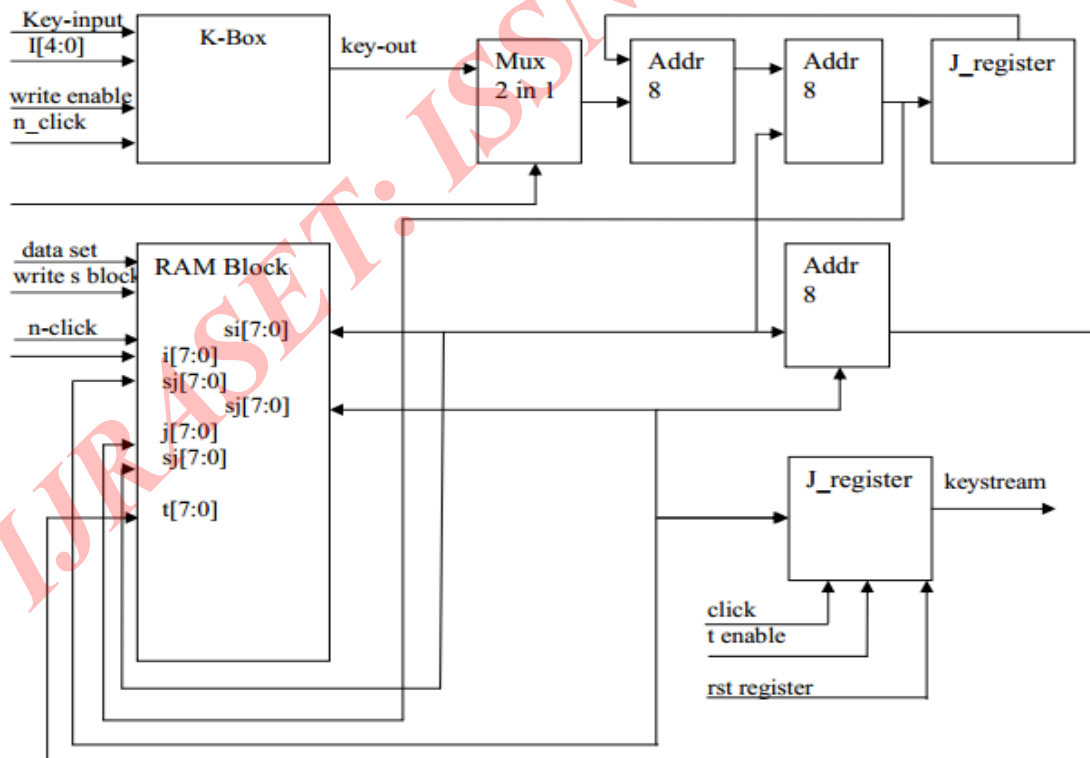 Key-input
I[4:0]
write enable
n_click
K-Box
key-out
Mux
2 in 1
Addr
8
Addr
8
J_register
data set
write s block
n-click
RAM Block
si[7:0]
i[7:0]
sj[7:0]
sj[7:0]
j[7:0]
sj[7:0]
t[7:0]
Addr
8
J_register
keystream
click
t enable
rst register
IJRASET: ISSN